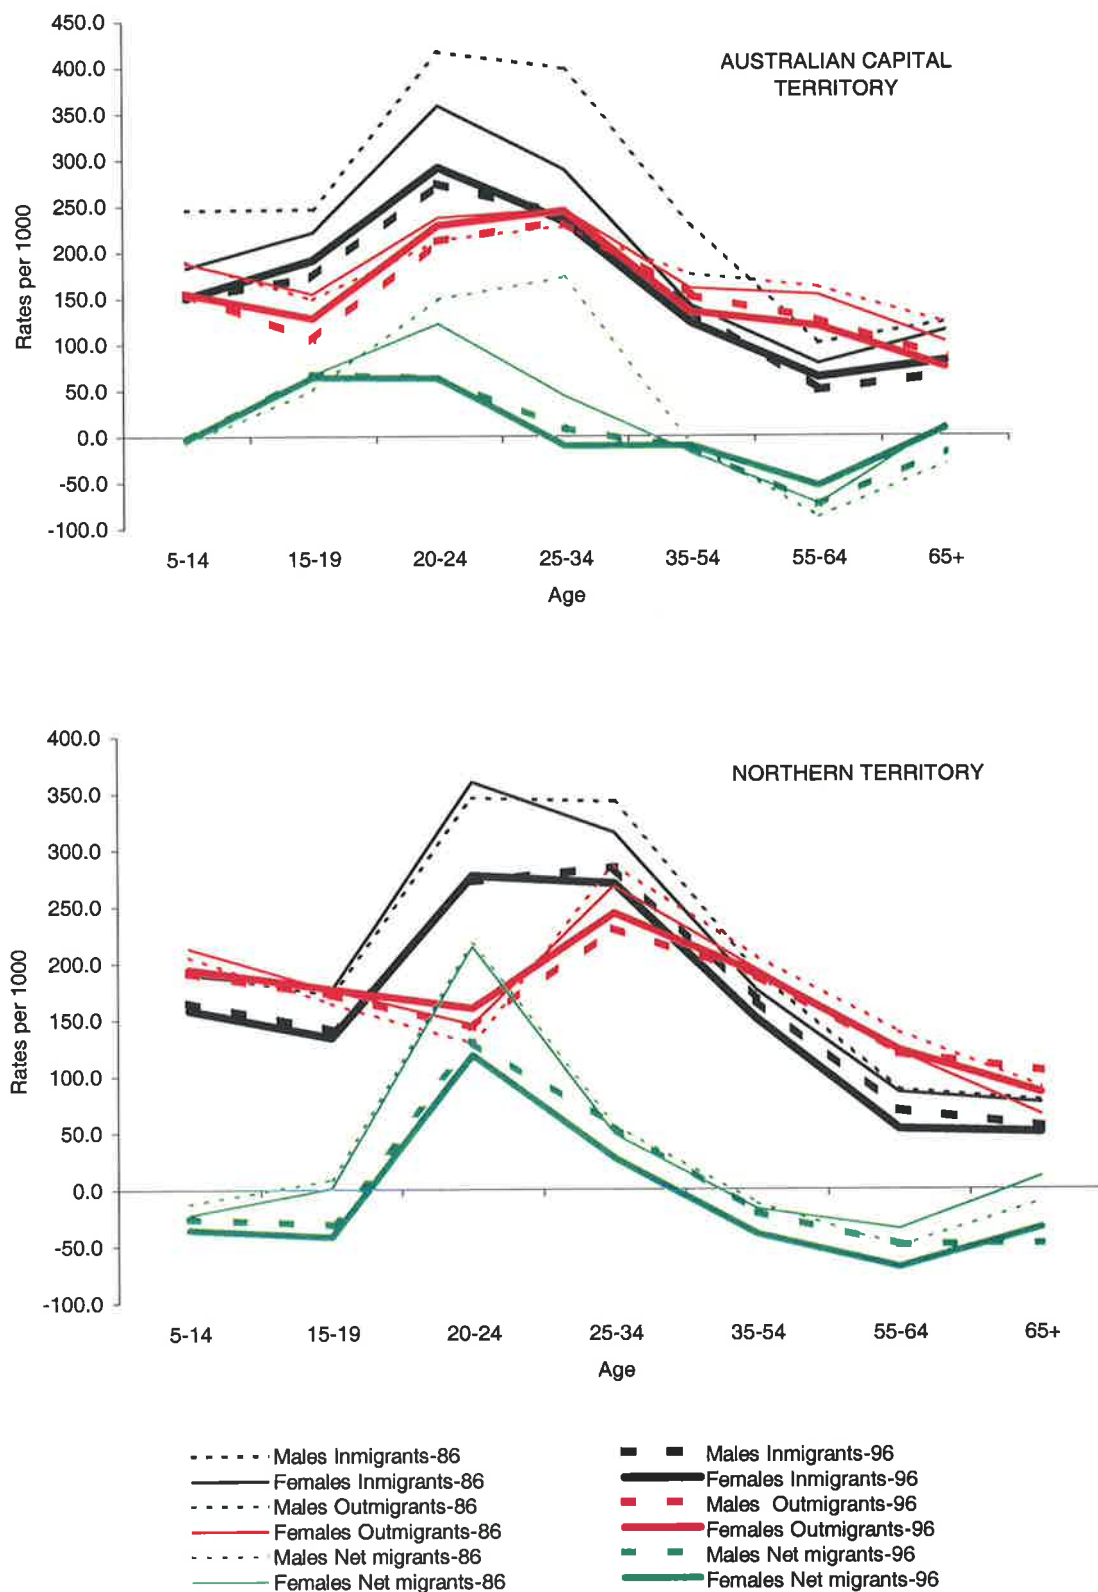 450.0
400.0
350.0
300.0
250.0
200.0
150.0
100.0
50.0
0.0
-50.0
-100.0
Rates per 1000
AUSTRALIAN CAPITAL
TERRITORY
5-14 15-19 20-24 25-34 35-54 55-64 65+
Age
400.0
350.0
300.0
250.0
200.0
150.0
100.0
50.0
0.0
-50.0
-100.0
Rates per 1000
NORTHERN TERRITORY
5-14 15-19 20-24 25-34 35-54 55-64 65+
Age
Males Inmigrants-86
Females Inmigrants-86
Males Outmigrants-86
Females Outmigrants-86
Males Net migrants-86
Females Net migrants-86
Males Inmigrants-96
Females Inmigrants-96
Males Outmigrants-96
Females Outmigrants-96
Males Net migrants-96
Females Net migrants-96